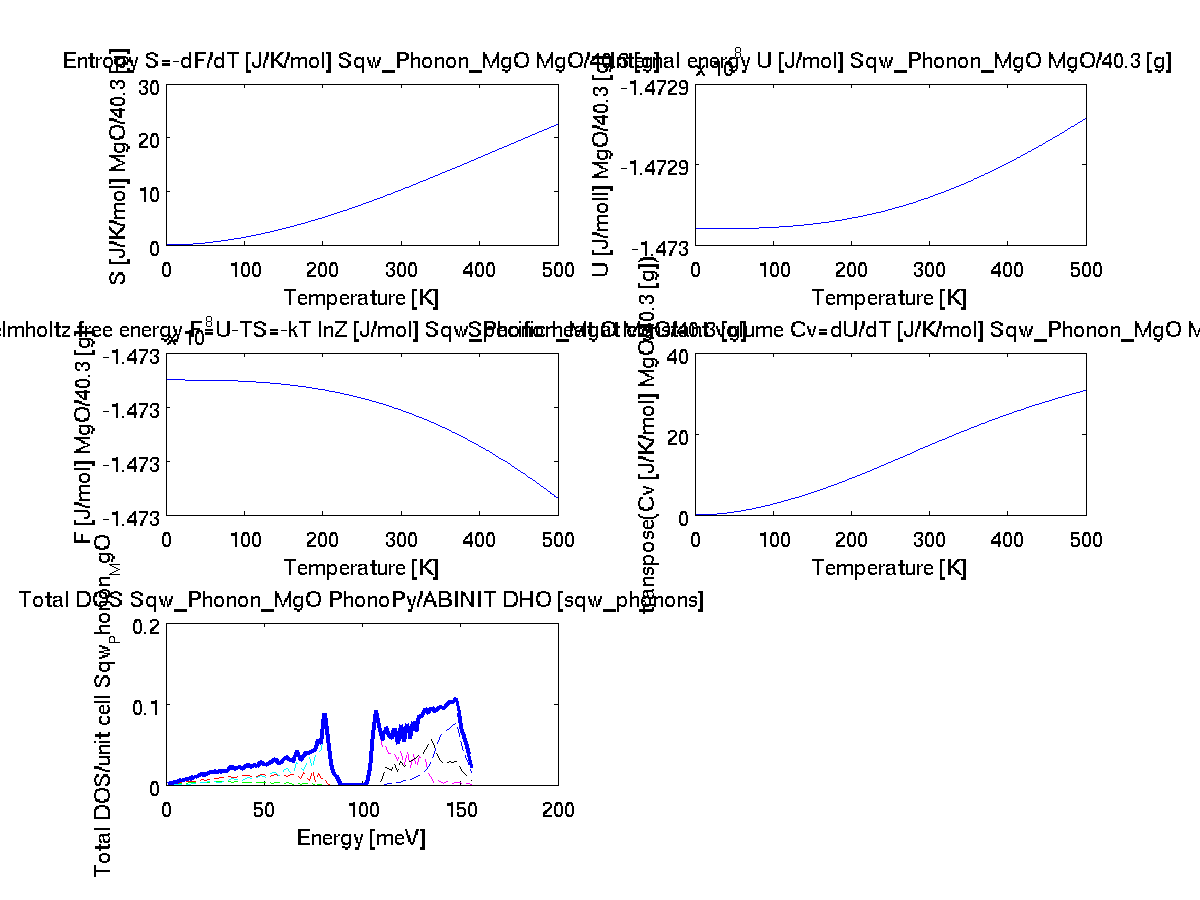 Entropy S=-dF/dT [J/K/mol] Sqw_Phonon_MgO MgO/40.3 [g]
Internal energy U [J/mol] Sqw_Phonon_MgO MgO/40.3 [g]
S [J/K/mol] MgO/40.3 [g]
30
20
10
0
0 100 200 300 400 500
Temperature [K]
U [J/mol] MgO/40.3 [g]
x 10^8
-1.4729
-1.4729
-1.473
0 100 200 300 400 500
Temperature [K]
elmholtz free energy F=U-TS=-kT lnZ [J/mol] Sqw_Phonon_MgO MgO/40.3 [g]
Specific heat at constant volume Cv=dU/dT [J/K/mol] Sqw_Phonon_MgO M
F [J/mol] MgO/40.3 [g]
x 10^8
-1.473
-1.473
-1.473
-1.473
0 100 200 300 400 500
Temperature [K]
transpose(Cv [J/K/mol] MgO/40.3 [g])
40
20
0
0 100 200 300 400 500
Temperature [K]
Total DOS Sqw_Phonon_MgO PhonoPy/ABINIT DHO [sqw_phonons]
Total DOS/unit cell Sqw_Phonon_MgO
0.2
0.1
0
0 50 100 150 200
Energy [meV]